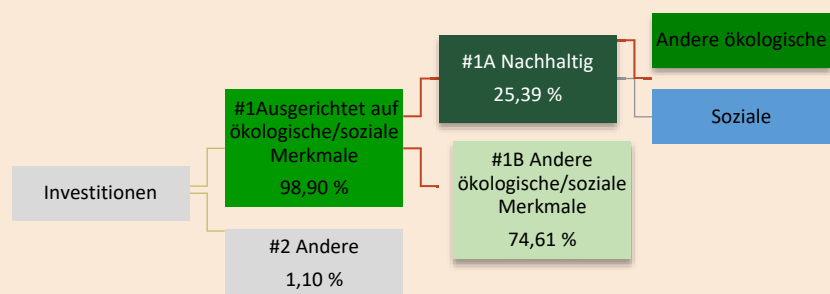 Investitionen
#1Ausgerichtet auf
ökologische/soziale
Merkmale
98,90 %
#2 Andere
1,10 %
#1A Nachhaltig
25,39 %
#1B Andere
ökologische/soziale
Merkmale
74,61 %
Andere ökologische
Soziale